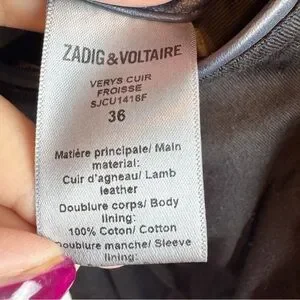 ZADIG & VOLTAIRE
VERYS CUIR
FROISSE
SJCU1416F
36
Matière principale/ Main
material:
Cuir d'agneau/ Lamb
leather
Doublure corps/ Body
lining:
100% Coton/ Cotton
Doublure manche/ Sleeve
lining: